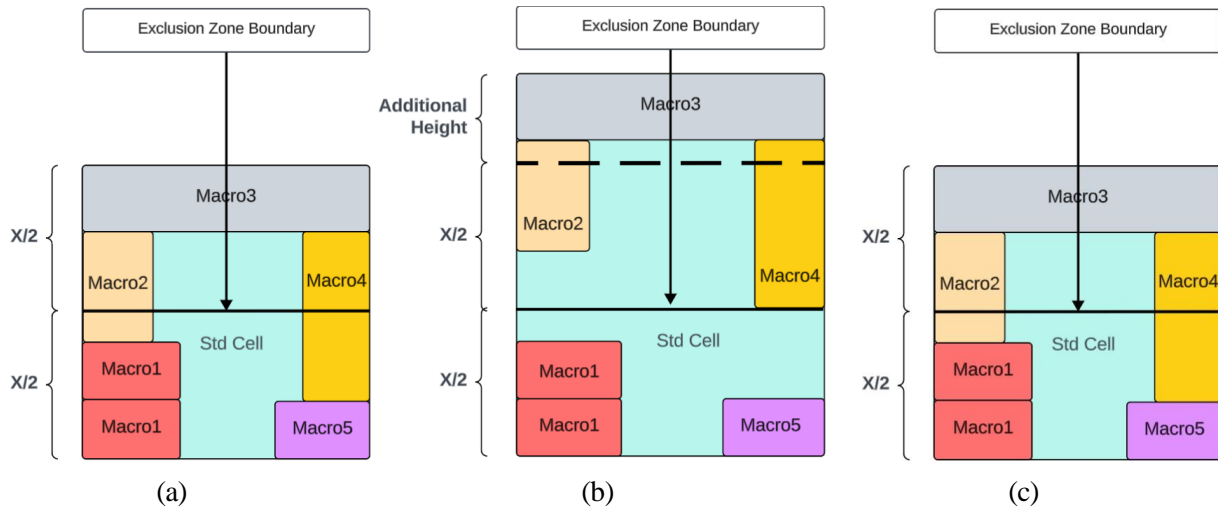 Exclusion Zone Boundary
X/2
X/2
Macro3
Macro2
Macro4
Std Cell
Macro1
Macro1
Macro5
(a)
Exclusion Zone Boundary
Additional
Height
X/2
X/2
Macro3
Macro2
Macro4
Std Cell
Macro1
Macro1
Macro5
(b)
Exclusion Zone Boundary
X/2
X/2
Macro3
Macro2
Macro4
Std Cell
Macro1
Macro1
Macro5
(c)